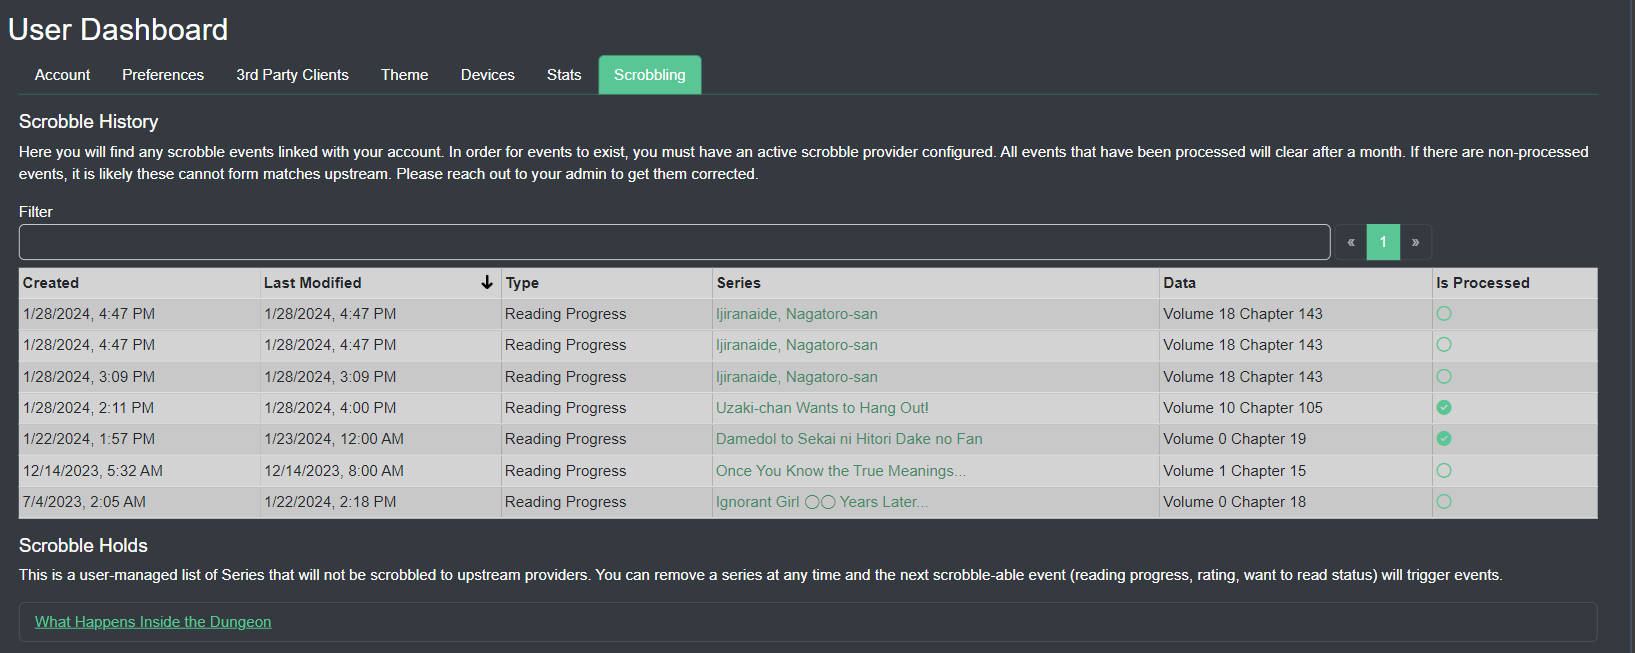 User Dashboard
Account Preferences 3rd Party Clients Theme Devices Stats Scrobbling
Scrobble History
Here you will find any scrobble events linked with your account. In order for events to exist, you must have an active scrobble provider configured. All events that have been processed will clear after a month. If there are non-processed
events, it is likely these cannot form matches upstream. Please reach out to your admin to get them corrected.
Filter
« 1 »
Created Last Modified Type Series Data Is Processed
1/28/2024, 4:47 PM 1/28/2024, 4:47 PM Reading Progress Ijiranaide, Nagatoro-san Volume 18 Chapter 143
1/28/2024, 4:47 PM 1/28/2024, 4:47 PM Reading Progress Ijiranaide, Nagatoro-san Volume 18 Chapter 143
1/28/2024, 3:09 PM 1/28/2024, 3:09 PM Reading Progress Ijiranaide, Nagatoro-san Volume 18 Chapter 143
1/28/2024, 2:11 PM 1/28/2024, 4:00 PM Reading Progress Uzaki-chan Wants to Hang Out! Volume 10 Chapter 105
1/22/2024, 1:57 PM 1/23/2024, 12:00 AM Reading Progress Damedol to Sekai ni Hitori Dake no Fan Volume 0 Chapter 19
12/14/2023, 5:32 AM 12/14/2023, 8:00 AM Reading Progress Once You Know the True Meanings... Volume 1 Chapter 15
7/4/2023, 2:05 AM 1/22/2024, 2:18 PM Reading Progress Ignorant Girl ◯◯ Years Later... Volume 0 Chapter 18
Scrobble Holds
This is a user-managed list of Series that will not be scrobbled to upstream providers. You can remove a series at any time and the next scrobble-able event (reading progress, rating, want to read status) will trigger events.
What Happens Inside the Dungeon